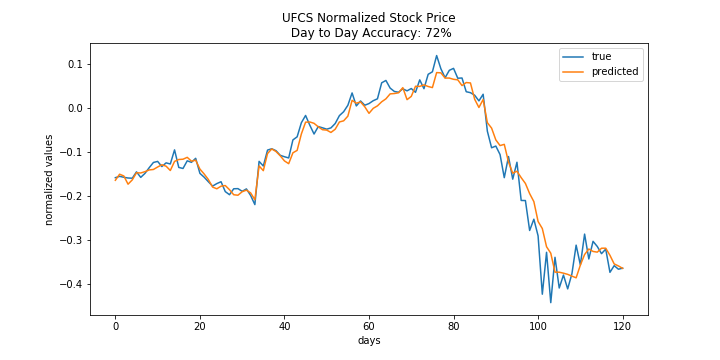 UFCS Normalized Stock Price
Day to Day Accuracy: 72%
true
predicted
normalized values
0.1
0.0
−0.1
−0.2
−0.3
−0.4
0 20 40 60 80 100 120
days